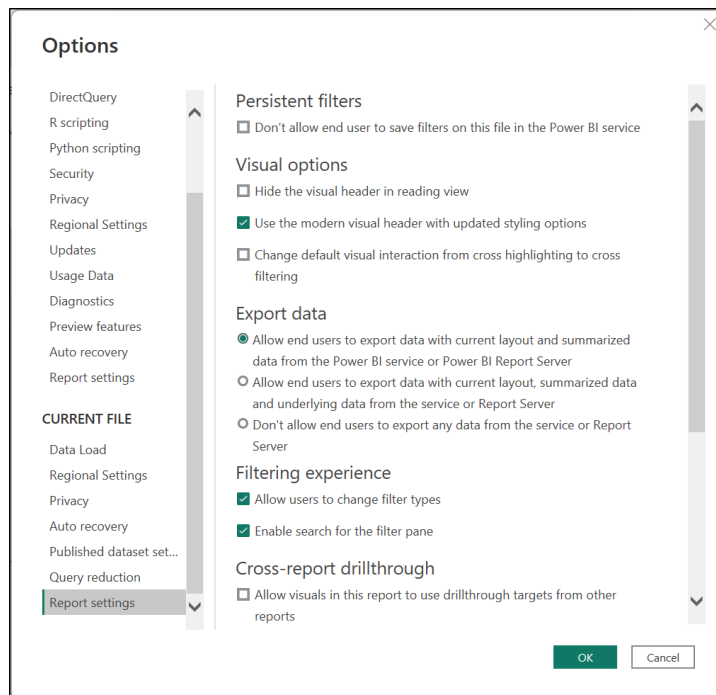 Options
DirectQuery
R scripting
Python scripting
Security
Privacy
Regional Settings
Updates
Usage Data
Diagnostics
Preview features
Auto recovery
Report settings
CURRENT FILE
Data Load
Regional Settings
Privacy
Auto recovery
Published dataset set...
Query reduction
Report settings
Persistent filters
Don't allow end user to save filters on this file in the Power BI service
Visual options
Hide the visual header in reading view
Use the modern visual header with updated styling options
Change default visual interaction from cross highlighting to cross
filtering
Export data
Allow end users to export data with current layout and summarized
data from the Power BI service or Power BI Report Server
Allow end users to export data with current layout, summarized data
and underlying data from the service or Report Server
Don't allow end users to export any data from the service or Report
Server
Filtering experience
Allow users to change filter types
Enable search for the filter pane
Cross-report drillthrough
Allow visuals in this report to use drillthrough targets from other
reports
OK
Cancel